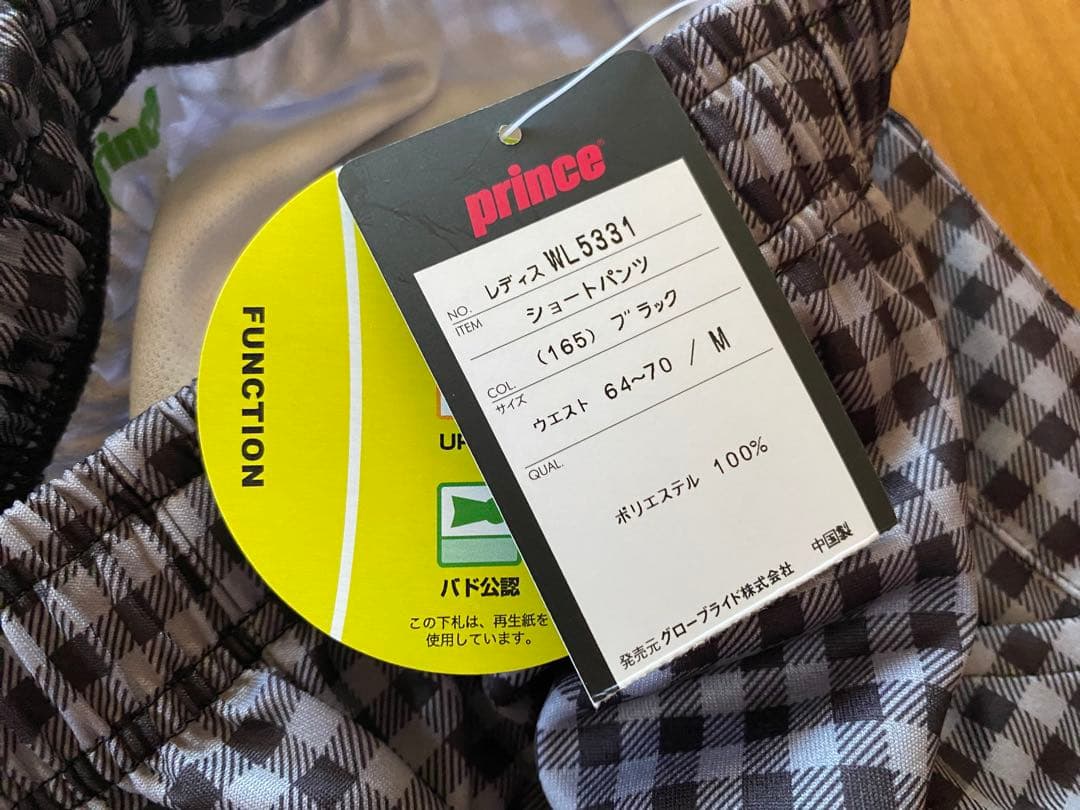 prince
NO. レディス WL5331
ITEM ショートパンツ
COL. (165) ブラック
サイズ ウエスト 64~70 / M
QUAL.
ポリエステル 100%
中国製
発売元 グローブライド株式会社
FUNCTION
バド公認
この下札は、再生紙を
使用しています。